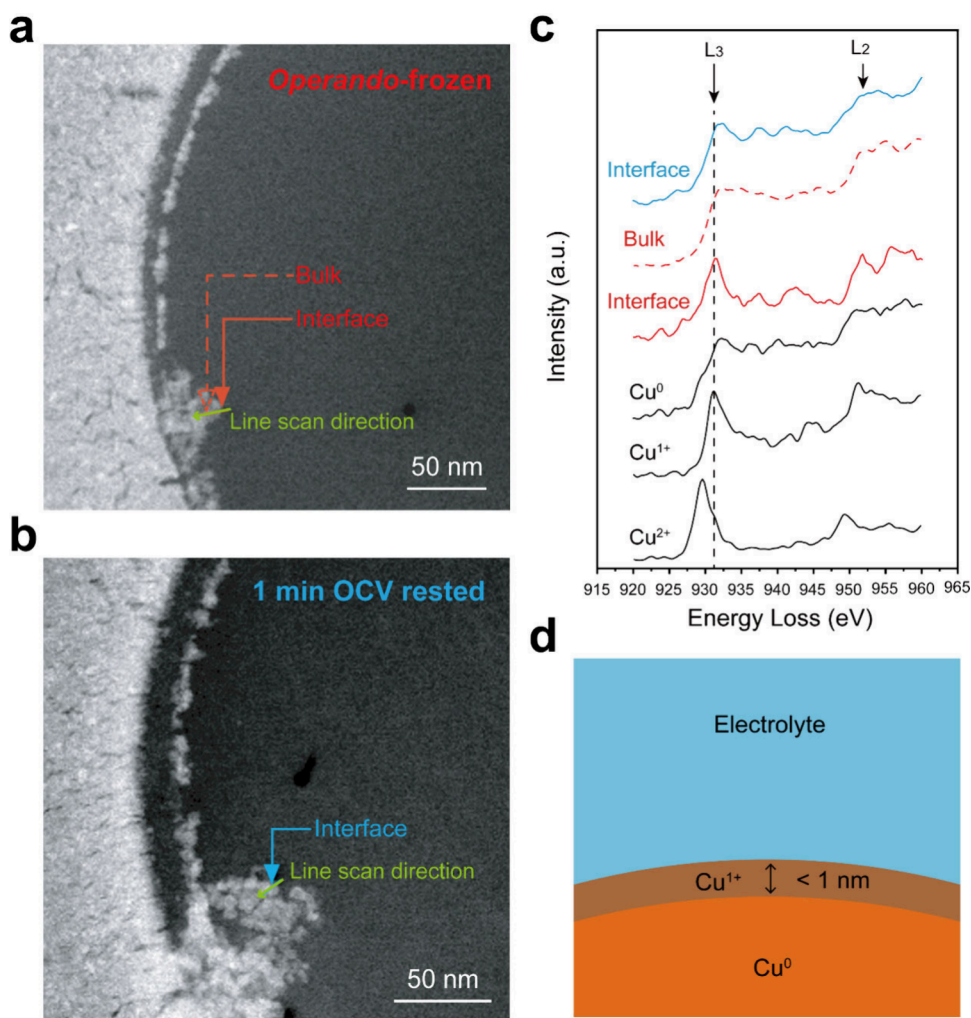 a
Operando-frozen
Bulk
Interface
Line scan direction
50 nm
b
1 min OCV rested
Interface
Line scan direction
50 nm
c
L3 L2
Interface
Bulk
Interface
Cu⁰
Cu¹⁺
Cu²⁺
Intensity (a.u.)
915 920 925 930 935 940 945 950 955 960 965
Energy Loss (eV)
d
Electrolyte
Cu¹⁺ < 1 nm
Cu⁰